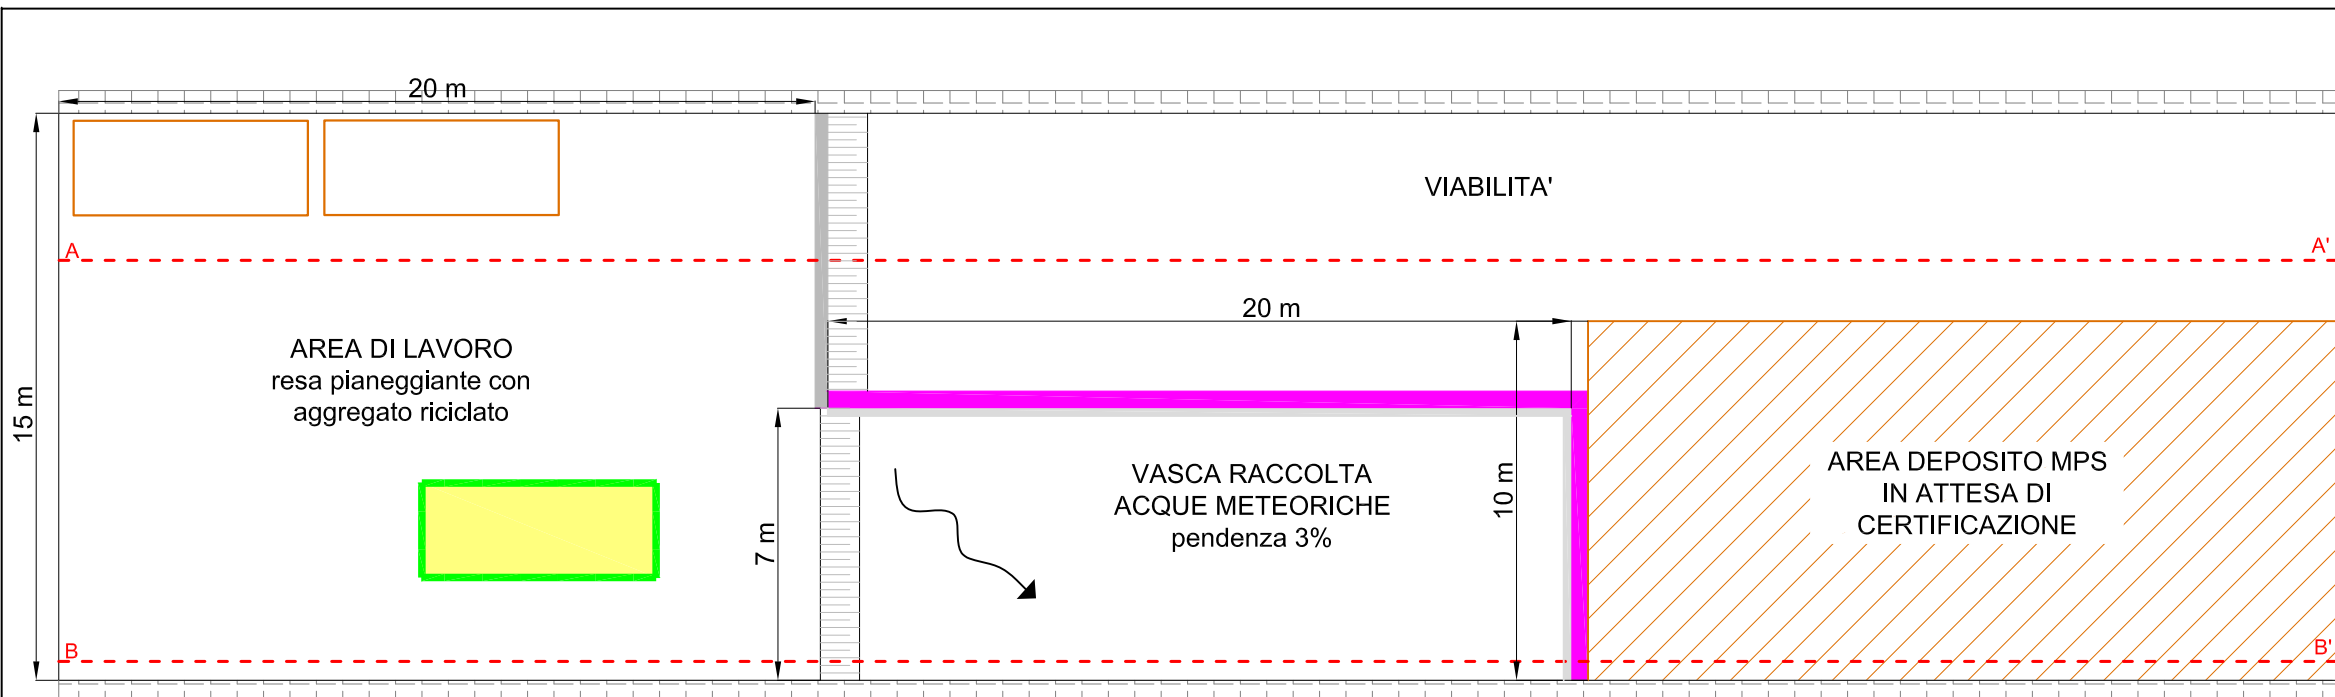 20 m
VIABILITA'
A
A'
20 m
AREA DI LAVORO
resa pianeggiante con
aggregato riciclato
15 m
VASCA RACCOLTA
ACQUE METEORICHE
pendenza 3%
7 m
10 m
AREA DEPOSITO MPS
IN ATTESA DI
CERTIFICAZIONE
B
B'